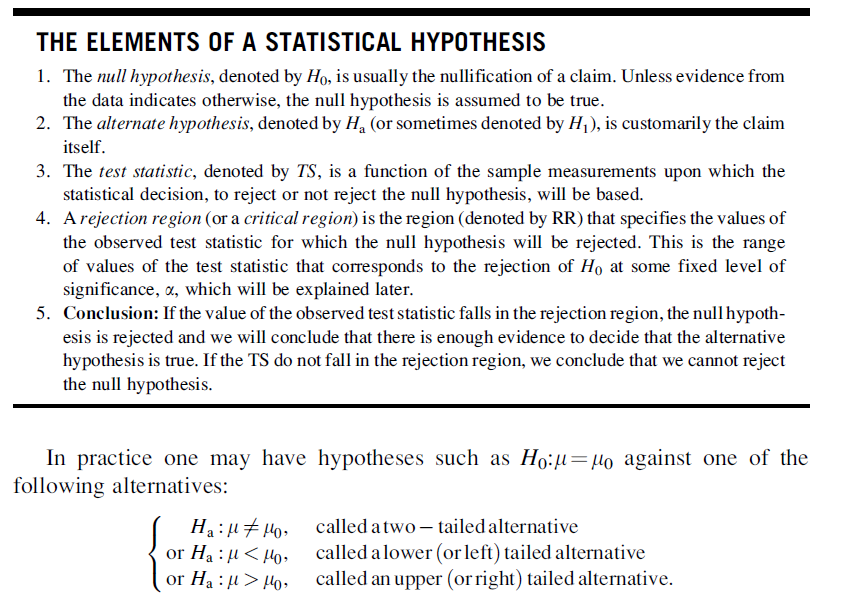 THE ELEMENTS OF A STATISTICAL HYPOTHESIS
1. The null hypothesis, denoted by H₀, is usually the nullification of a claim. Unless evidence from
the data indicates otherwise, the null hypothesis is assumed to be true.
2. The alternate hypothesis, denoted by Hₐ (or sometimes denoted by H₁), is customarily the claim
itself.
3. The test statistic, denoted by TS, is a function of the sample measurements upon which the
statistical decision, to reject or not reject the null hypothesis, will be based.
4. A rejection region (or a critical region) is the region (denoted by RR) that specifies the values of
the observed test statistic for which the null hypothesis will be rejected. This is the range
of values of the test statistic that corresponds to the rejection of H₀ at some fixed level of
significance, α, which will be explained later.
5. Conclusion: If the value of the observed test statistic falls in the rejection region, the null hypoth-
esis is rejected and we will conclude that there is enough evidence to decide that the alternative
hypothesis is true. If the TS do not fall in the rejection region, we conclude that we cannot reject
the null hypothesis.
In practice one may have hypotheses such as H₀:μ=μ₀ against one of the
following alternatives:
Hₐ : μ ≠ μ₀, called a two − tailed alternative
or Hₐ : μ < μ₀, called a lower (or left) tailed alternative
or Hₐ : μ > μ₀, called an upper (or right) tailed alternative.